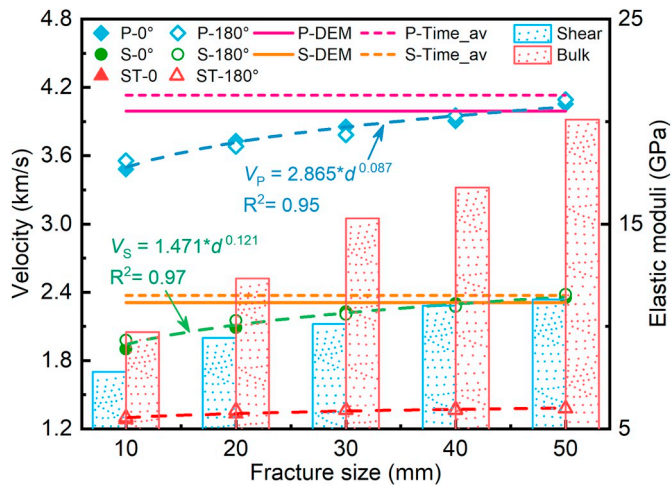 4.8
4.2
3.6
3.0
2.4
1.8
1.2
Velocity (km/s)
P-0° P-180° P-DEM P-Time_av Shear
S-0° S-180° S-DEM S-Time_av Bulk
ST-0 ST-180°
V_P = 2.865*d^0.087
R²= 0.95
V_S = 1.471*d^0.121
R²= 0.97
25
15
5
Elastic moduli (GPa)
10 20 30 40 50
Fracture size (mm)